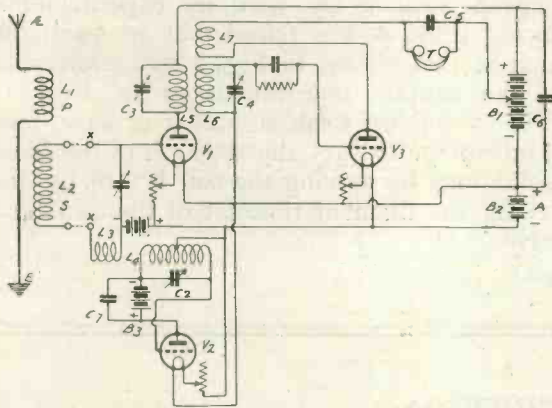 Ae
L7
C5
T
L1
P
C3
L5
L6
C4
+
B1
C6
-
L2
S
x
V1
V3
+
B2
A
-
x
L3
+
L4
C2
C7
-
B3
+
V2
E